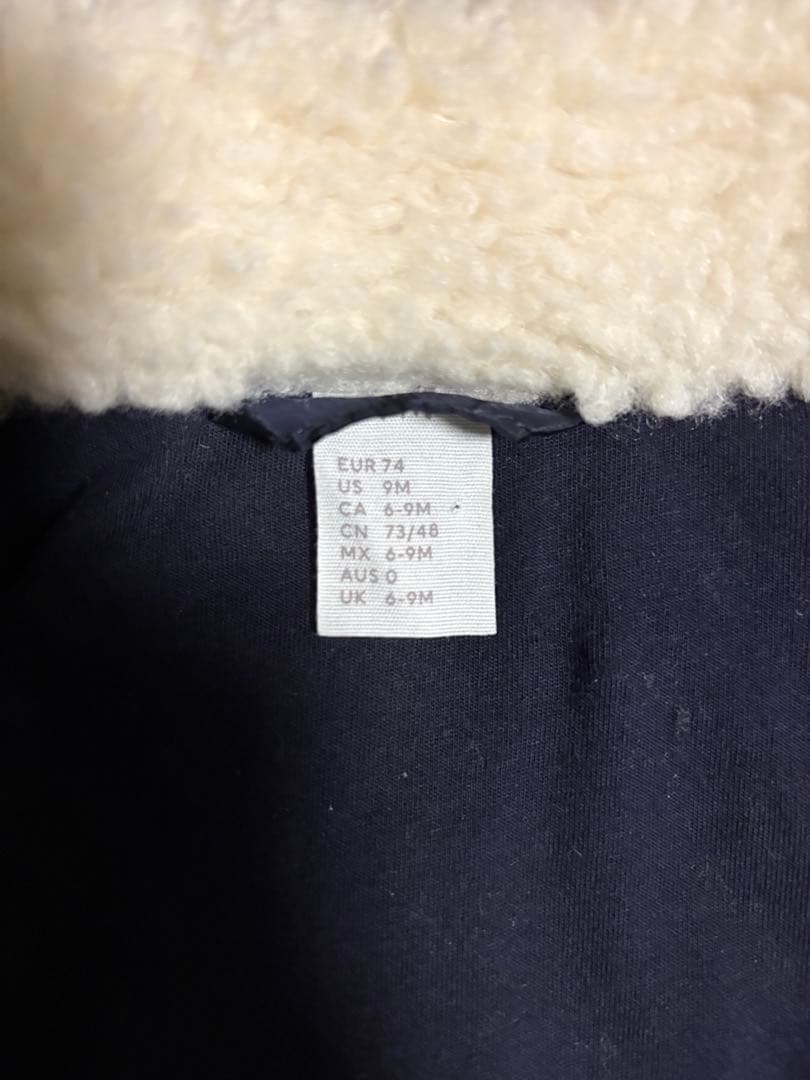 EUR 74
US 9M
CA 6-9M
CN 73/48
MX 6-9M
AUS 0
UK 6-9M